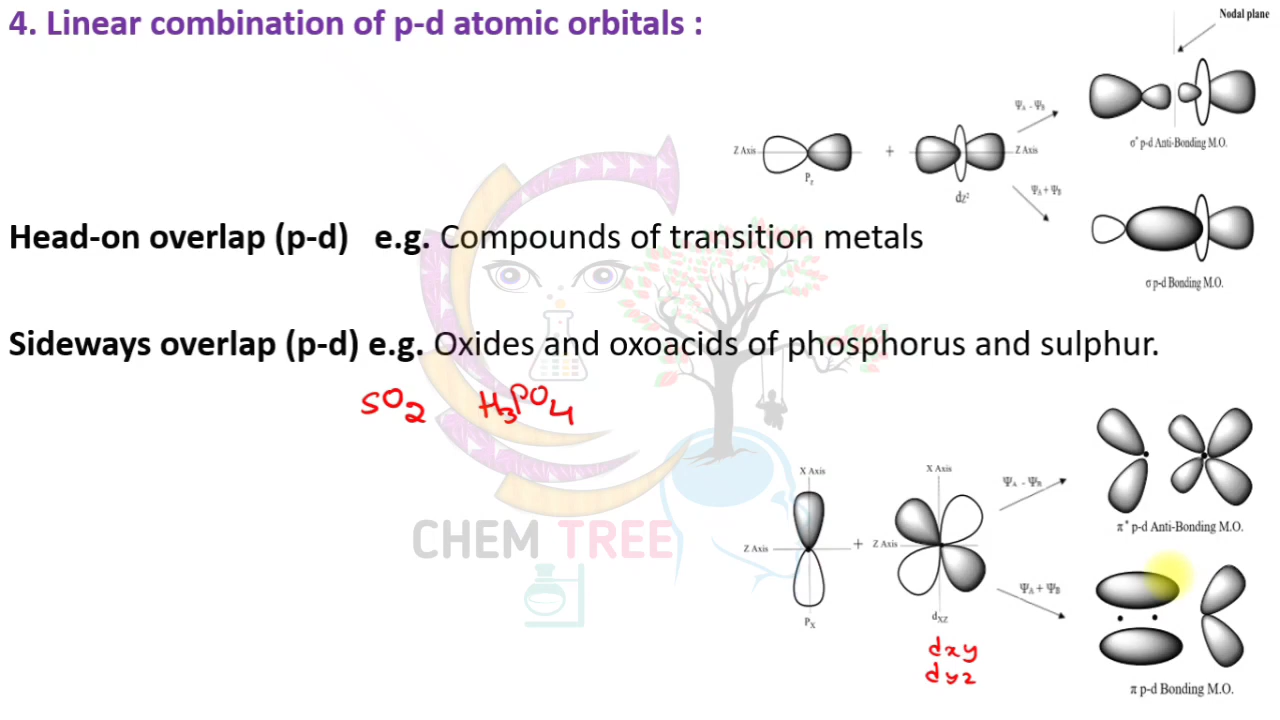 4. Linear combination of p-d atomic orbitals :
Nodal plane
ΨA - ΨB
σ* p-d Anti-Bonding M.O.
Z Axis
+
Z Axis
Pz
dz²
ΨA + ΨB
Head-on overlap (p-d) e.g. Compounds of transition metals
σ p-d Bonding M.O.
Sideways overlap (p-d) e.g. Oxides and oxoacids of phosphorus and sulphur.
SO2 H3PO4
X Axis
X Axis
ΨA - ΨB
π* p-d Anti-Bonding M.O.
CHEM TREE
Z Axis
+
Z Axis
ΨA + ΨB
PX
dXZ
dxy
dyz
π p-d Bonding M.O.